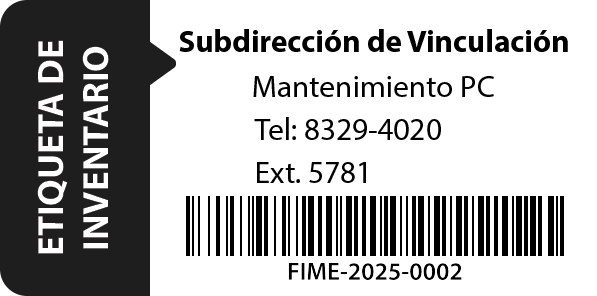 ETIQUETA DE
INVENTARIO
Subdirección de Vinculación
Mantenimiento PC
Tel: 8329-4020
Ext. 5781
FIME-2025-0002